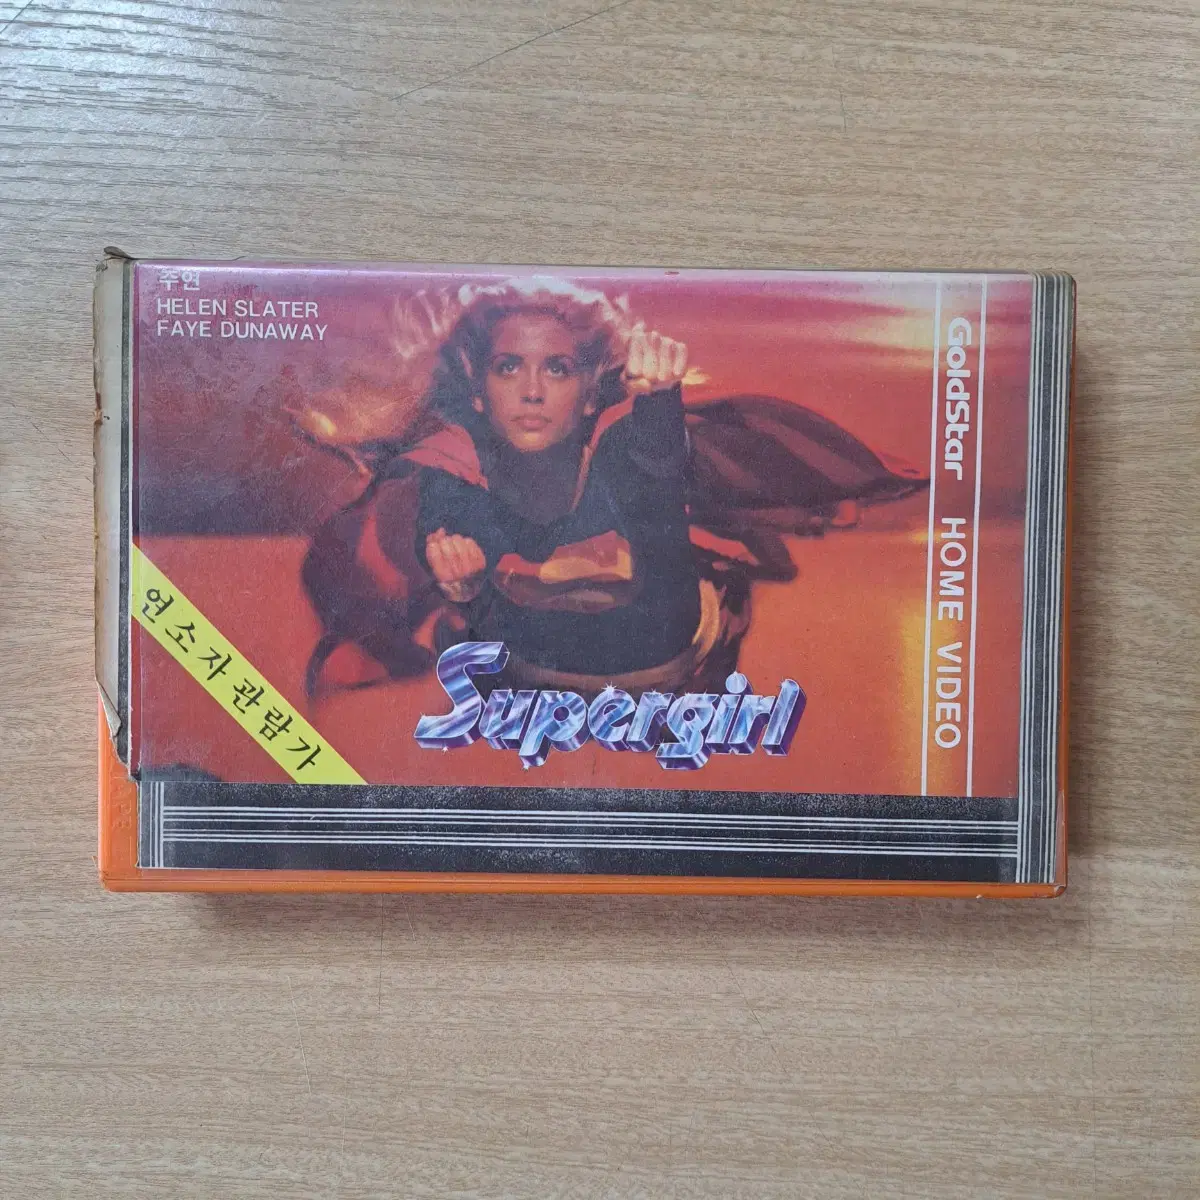 주연
HELEN SLATER
FAYE DUNAWAY
GoldStar HOME VIDEO
연소자관람가
Supergirl